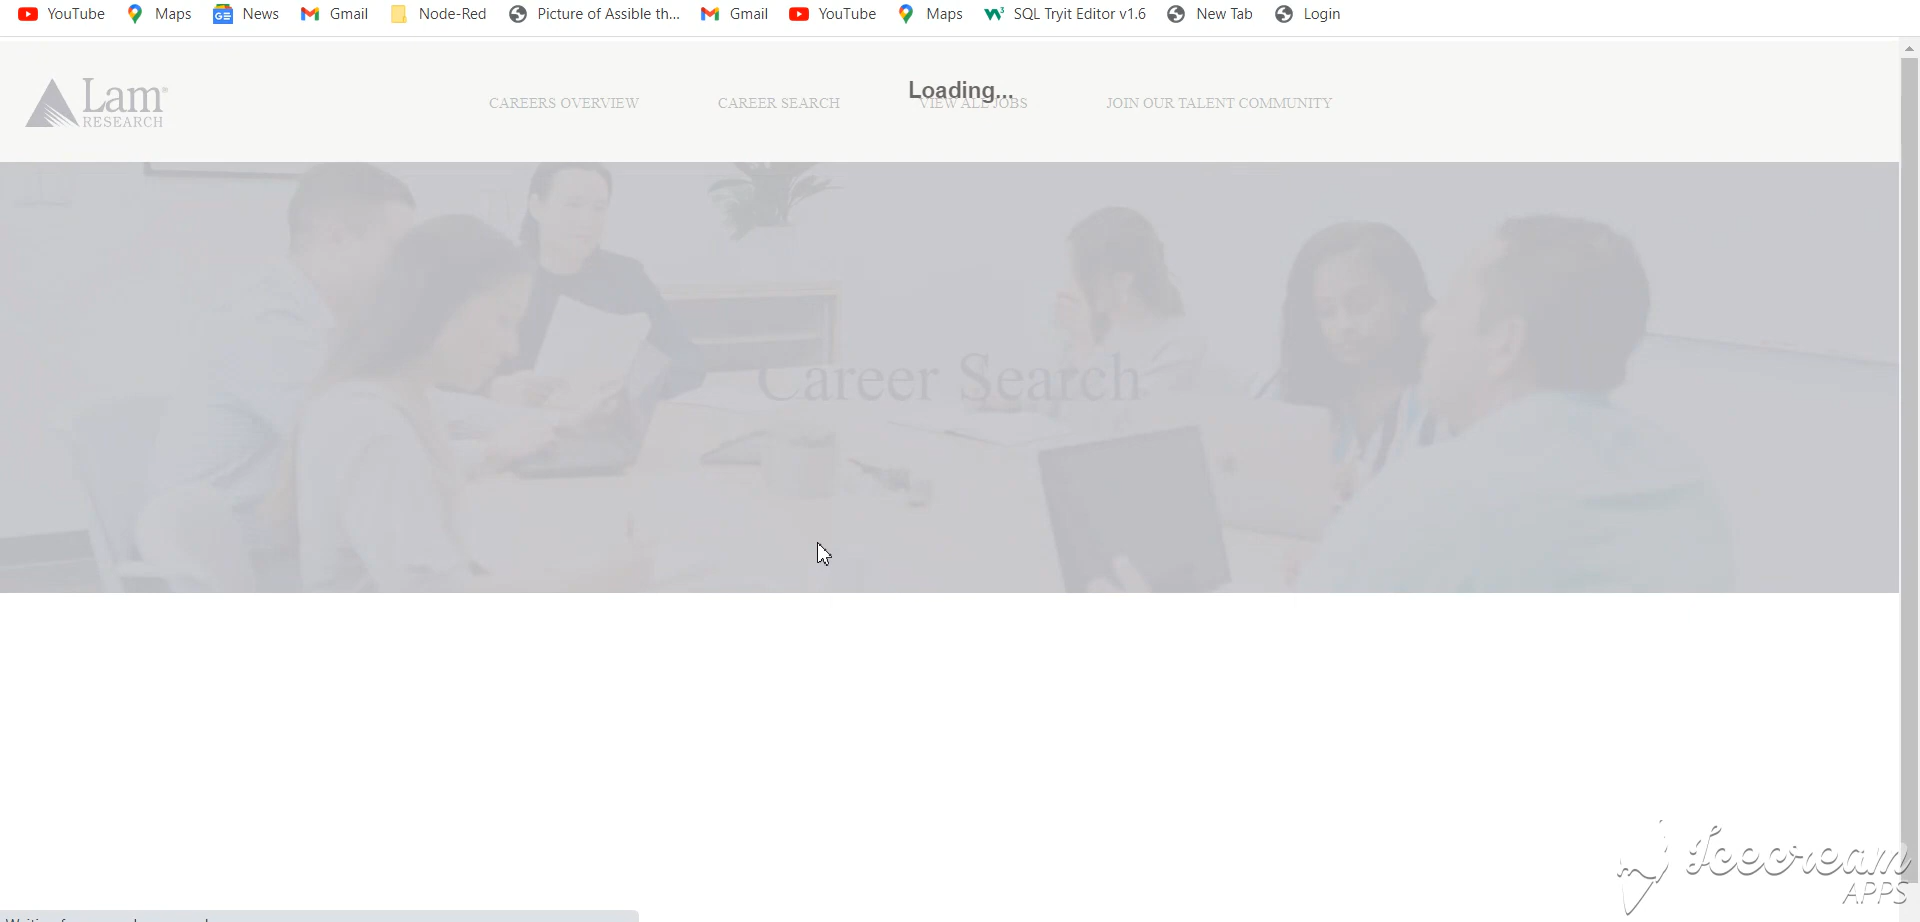 YouTube Maps News Gmail Node-Red Picture of Assible th... Gmail YouTube Maps SQL Tryit Editor v1.6 New Tab Login
Loading...
Lam
RESEARCH
CAREERS OVERVIEW CAREER SEARCH VIEW ALL JOBS JOIN OUR TALENT COMMUNITY
Career Search
Icecream
APPS